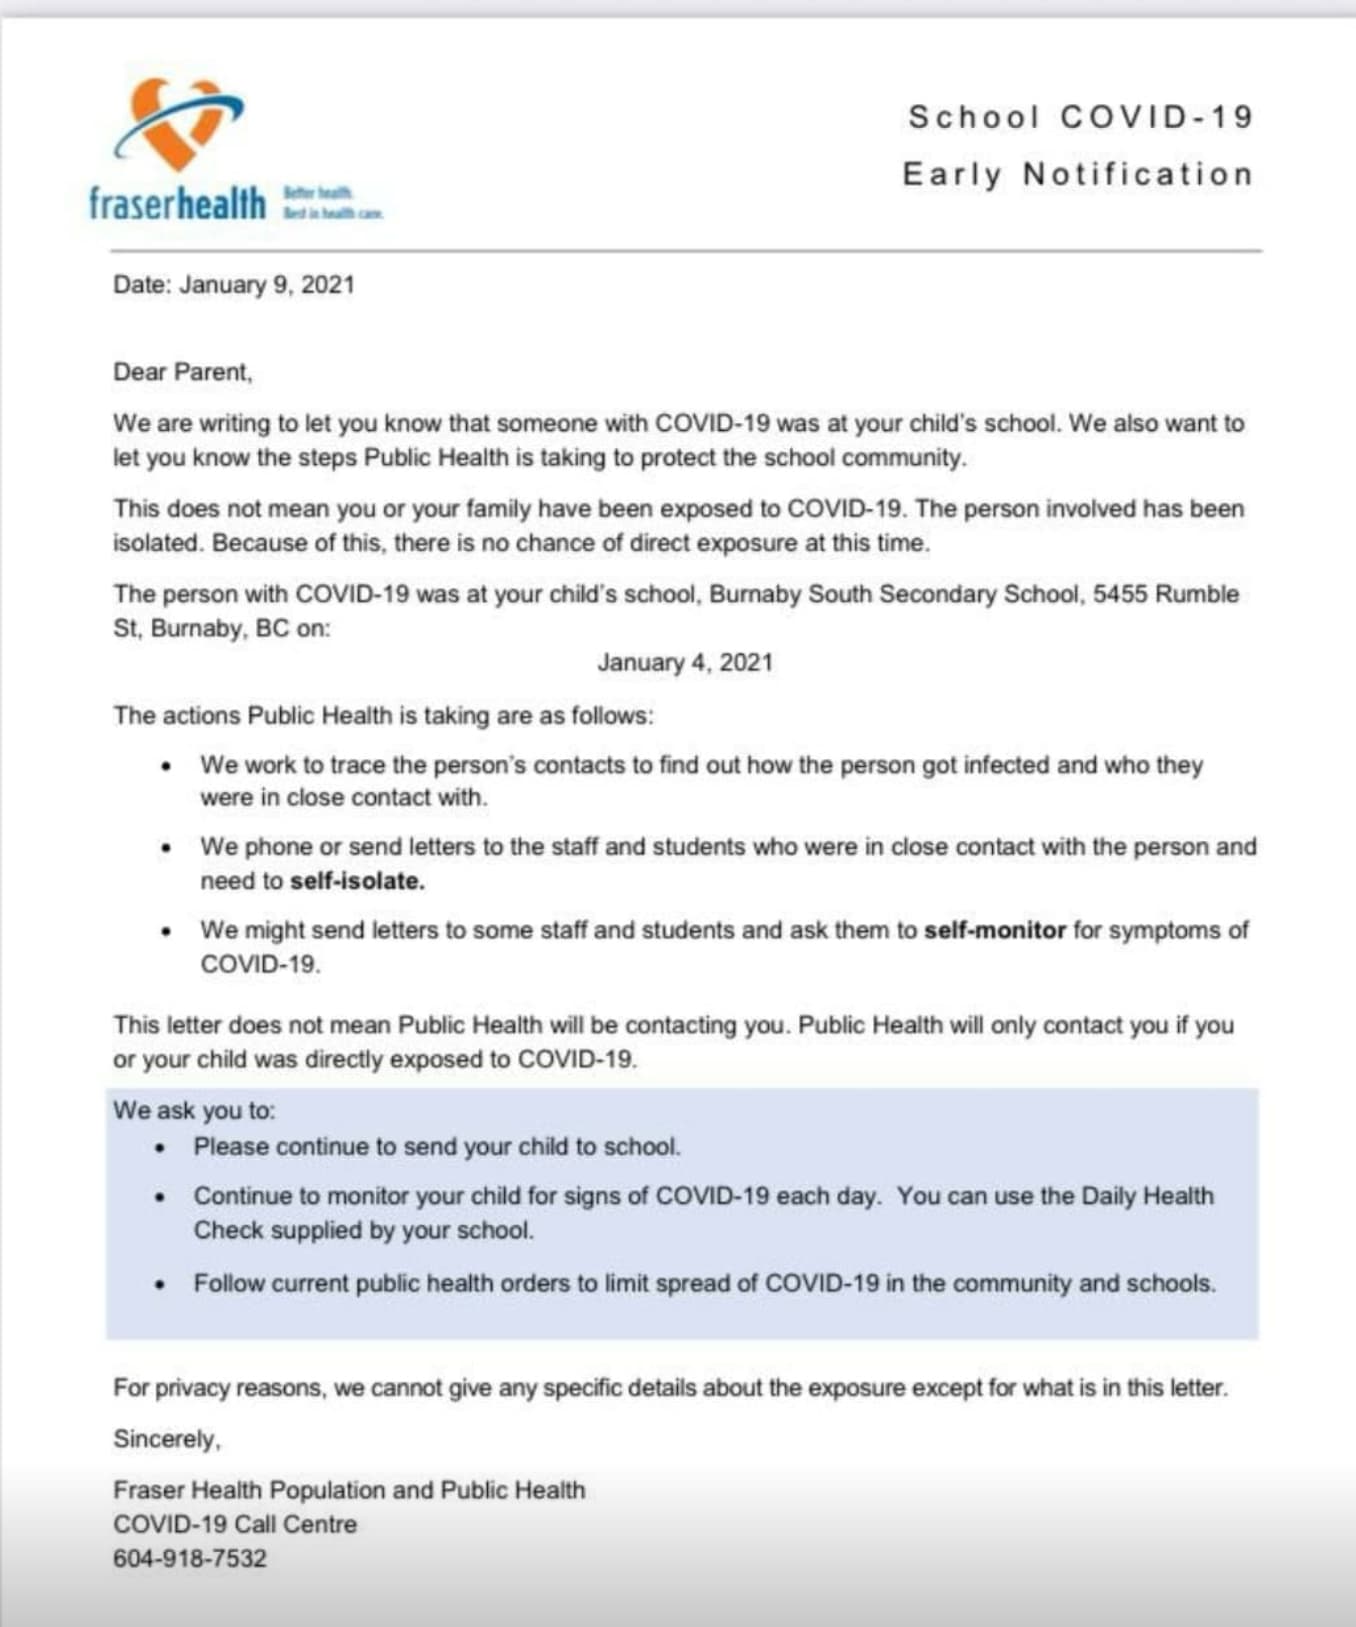 School COVID-19
Early Notification
fraserhealth
Better health.
Best in health care.
Date: January 9, 2021
Dear Parent,
We are writing to let you know that someone with COVID-19 was at your child's school. We also want to
let you know the steps Public Health is taking to protect the school community.
This does not mean you or your family have been exposed to COVID-19. The person involved has been
isolated. Because of this, there is no chance of direct exposure at this time.
The person with COVID-19 was at your child's school, Burnaby South Secondary School, 5455 Rumble
St, Burnaby, BC on:
January 4, 2021
The actions Public Health is taking are as follows:
• We work to trace the person's contacts to find out how the person got infected and who they
were in close contact with.
• We phone or send letters to the staff and students who were in close contact with the person and
need to self-isolate.
• We might send letters to some staff and students and ask them to self-monitor for symptoms of
COVID-19.
This letter does not mean Public Health will be contacting you. Public Health will only contact you if you
or your child was directly exposed to COVID-19.
We ask you to:
• Please continue to send your child to school.
• Continue to monitor your child for signs of COVID-19 each day. You can use the Daily Health
Check supplied by your school.
• Follow current public health orders to limit spread of COVID-19 in the community and schools.
For privacy reasons, we cannot give any specific details about the exposure except for what is in this letter.
Sincerely,
Fraser Health Population and Public Health
COVID-19 Call Centre
604-918-7532